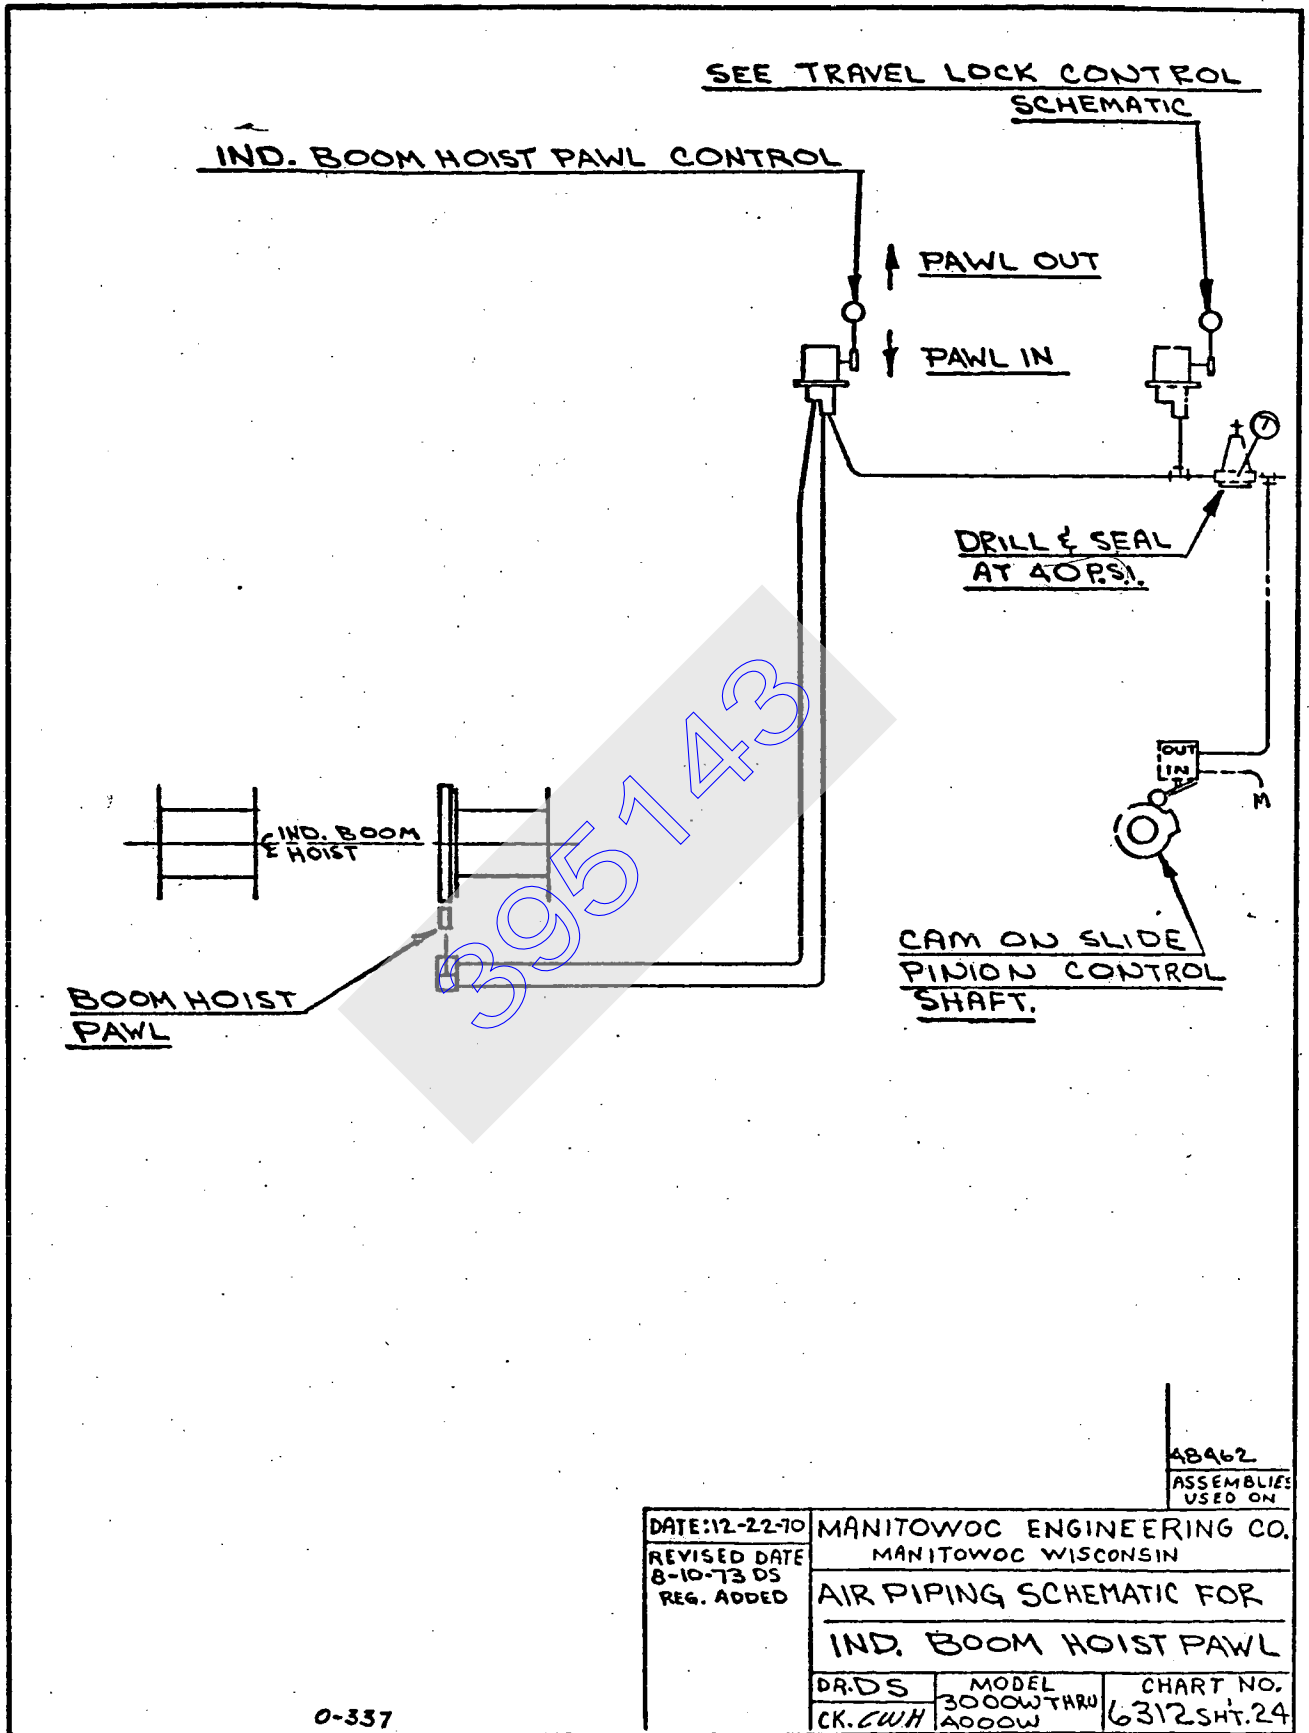 SEE TRAVEL LOCK CONTROL
SCHEMATIC
IND. BOOM HOIST PAWL CONTROL
PAWL OUT
PAWL IN
DRILL & SEAL
AT 40 P.S.I.
OUT
IN
M
IND. BOOM
HOIST
395143
CAM ON SLIDE
PINION CONTROL
SHAFT.
BOOM HOIST
PAWL
48462
ASSEMBLIES
USED ON
DATE:12-22-70
REVISED DATE
8-10-73 DS
REG. ADDED
MANITOWOC ENGINEERING CO.
MANITOWOC WISCONSIN
AIR PIPING SCHEMATIC FOR
IND. BOOM HOIST PAWL
DR.DS
CK.CWH
MODEL
3000W THRU
4000W
CHART NO.
6312 SHT.24
0-337